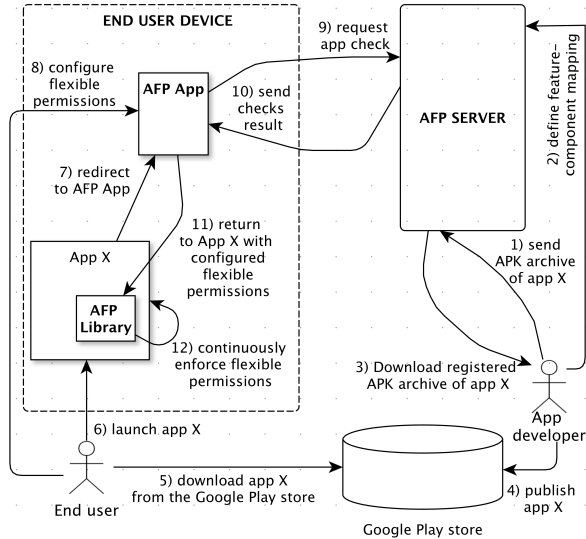 END USER DEVICE
9) request
app check
8) configure
flexible
permissions
AFP App
10) send
checks
result
AFP SERVER
2) define feature-
component mapping
7) redirect
to AFP App
11) return
to App X with
configured
flexible
permissions
1) send
APK archive
of app X
App X
AFP
Library
12) continuously
enforce flexible
permissions
3) Download registered
APK archive of app X
App
developer
6) launch app X
5) download app X
from the Google Play store
4) publish
app X
End user
Google Play store